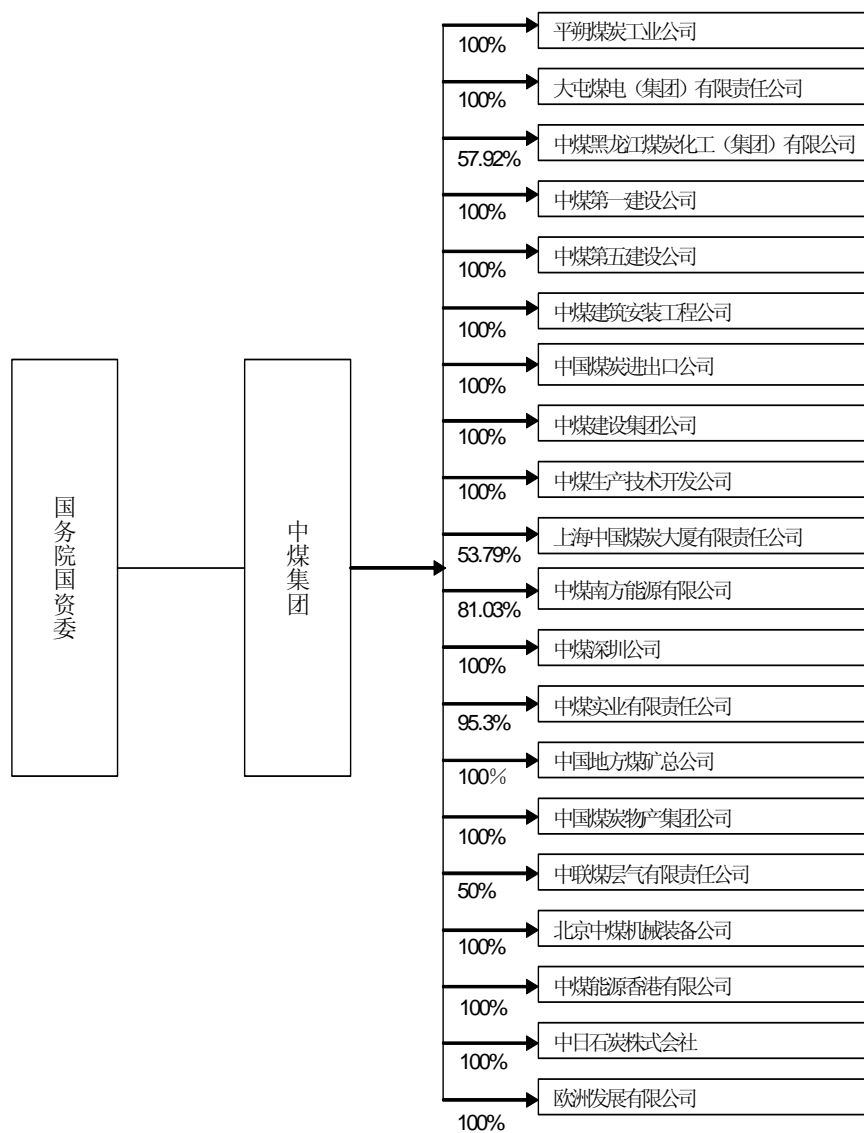 国务院国资委
中煤集团
平朔煤炭工业公司
100%
大屯煤电（集团）有限责任公司
100%
中煤黑龙江煤炭化工（集团）有限公司
57.92%
中煤第一建设公司
100%
中煤第五建设公司
100%
中煤建筑安装工程公司
100%
中国煤炭进出口公司
100%
中煤建设集团公司
100%
中煤生产技术开发公司
100%
上海中国煤炭大厦有限责任公司
53.79%
中煤南方能源有限公司
81.03%
中煤深圳公司
100%
中煤实业有限责任公司
95.3%
中国地方煤矿总公司
100%
中国煤炭物产集团公司
100%
中联煤层气有限责任公司
50%
北京中煤机械装备公司
100%
中煤能源香港有限公司
100%
中日石炭株式会社
100%
欧洲发展有限公司
100%